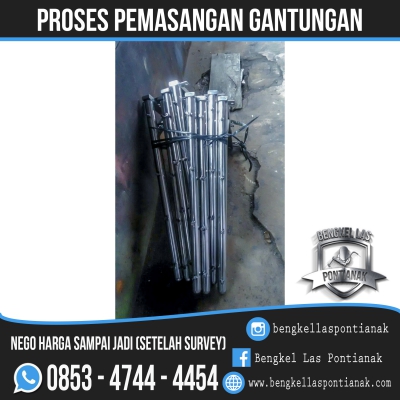 PROSES PEMASANGAN GANTUNGAN
BENGKEL LAS
PONTIANAK
NEGO HARGA SAMPAI JADI (SETELAH SURVEY)
0853 - 4744 - 4454
bengkellaspontianak
Bengkel Las Pontianak
www.bengkellaspontianak.com